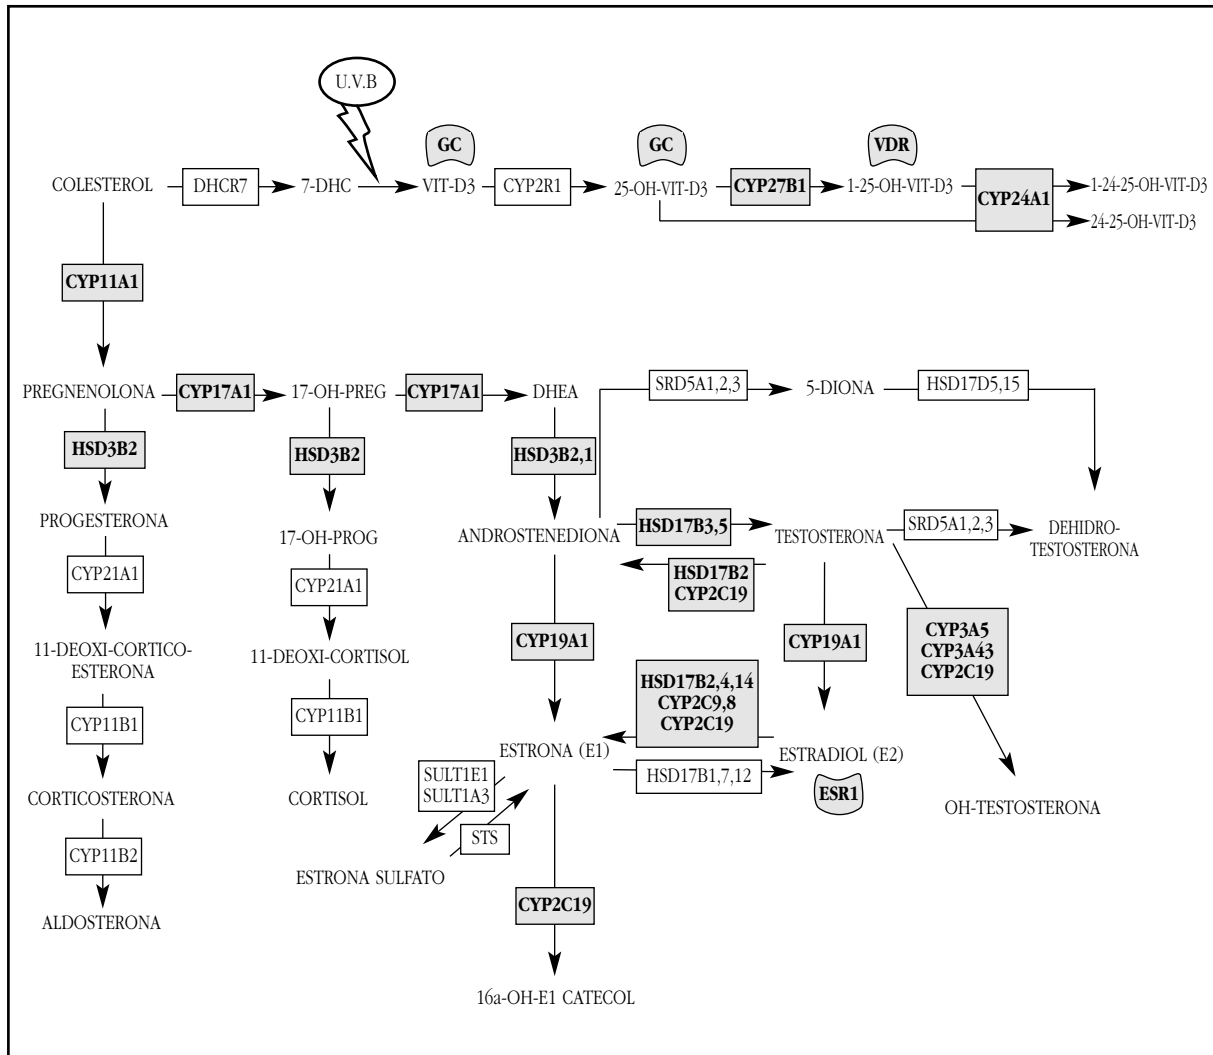 U.V.B
GC
GC
VDR
COLESTEROL
DHCR7
7-DHC
VIT-D3
CYP2R1
25-OH-VIT-D3
CYP27B1
1-25-OH-VIT-D3
CYP24A1
1-24-25-OH-VIT-D3
24-25-OH-VIT-D3
CYP11A1
PREGNENOLONA
CYP17A1
17-OH-PREG
CYP17A1
DHEA
SRD5A1,2,3
5-DIONA
HSD17D5,15
HSD3B2
HSD3B2
HSD3B2,1
PROGESTERONA
17-OH-PROG
ANDROSTENEDIONA
HSD17B3,5
TESTOSTERONA
SRD5A1,2,3
DEHIDRO-
TESTOSTERONA
HSD17B2
CYP2C19
CYP21A1
CYP21A1
CYP19A1
CYP19A1
CYP3A5
CYP3A43
CYP2C19
11-DEOXI-CORTICO-
ESTERONA
11-DEOXI-CORTISOL
HSD17B2,4,14
CYP2C9,8
CYP2C19
CYP11B1
CYP11B1
ESTRONA (E1)
ESTRADIOL (E2)
HSD17B1,7,12
ESR1
SULT1E1
SULT1A3
STS
CORTICOSTERONA
CORTISOL
OH-TESTOSTERONA
CYP11B2
ESTRONA SULFATO
CYP2C19
ALDOSTERONA
16a-OH-E1 CATECOL